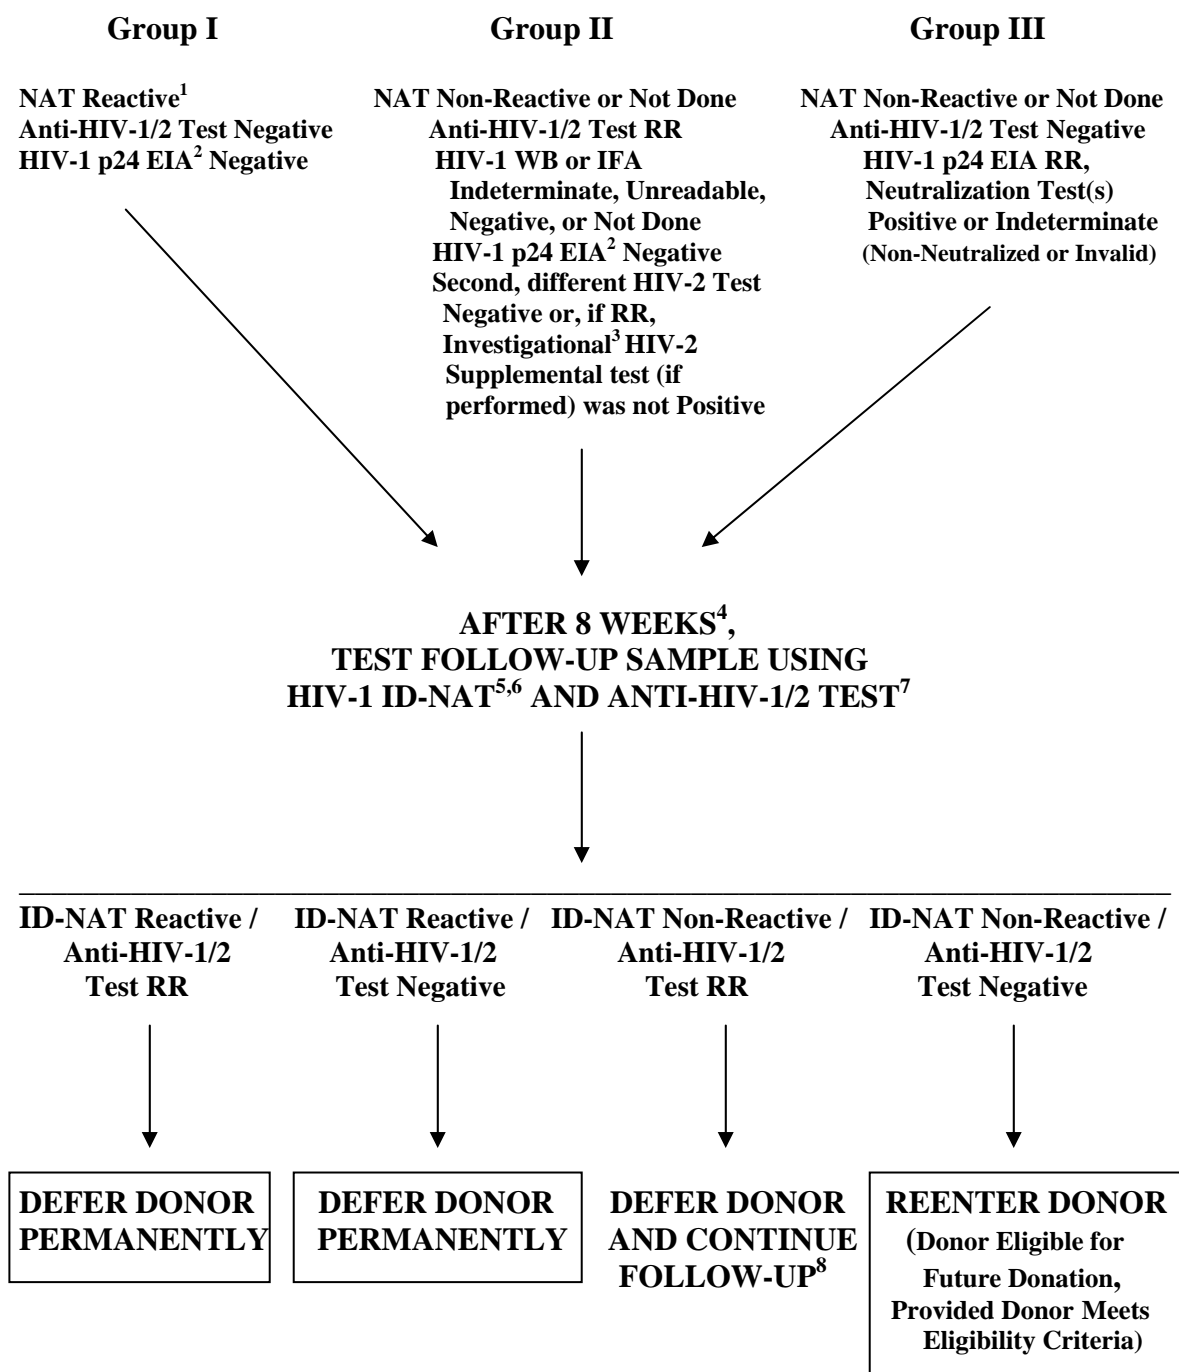 Group I
Group II
Group III
NAT Reactive¹
Anti-HIV-1/2 Test Negative
HIV-1 p24 EIA² Negative
NAT Non-Reactive or Not Done
Anti-HIV-1/2 Test RR
HIV-1 WB or IFA
Indeterminate, Unreadable,
Negative, or Not Done
HIV-1 p24 EIA² Negative
Second, different HIV-2 Test
Negative or, if RR,
Investigational³ HIV-2
Supplemental test (if
performed) was not Positive
NAT Non-Reactive or Not Done
Anti-HIV-1/2 Test Negative
HIV-1 p24 EIA RR,
Neutralization Test(s)
Positive or Indeterminate
(Non-Neutralized or Invalid)
AFTER 8 WEEKS⁴,
TEST FOLLOW-UP SAMPLE USING
HIV-1 ID-NAT⁵,⁶ AND ANTI-HIV-1/2 TEST⁷
ID-NAT Reactive /
Anti-HIV-1/2
Test RR
ID-NAT Reactive /
Anti-HIV-1/2
Test Negative
ID-NAT Non-Reactive /
Anti-HIV-1/2
Test RR
ID-NAT Non-Reactive /
Anti-HIV-1/2
Test Negative
DEFER DONOR
PERMANENTLY
DEFER DONOR
PERMANENTLY
DEFER DONOR
AND CONTINUE
FOLLOW-UP⁸
REENTER DONOR
(Donor Eligible for
Future Donation,
Provided Donor Meets
Eligibility Criteria)